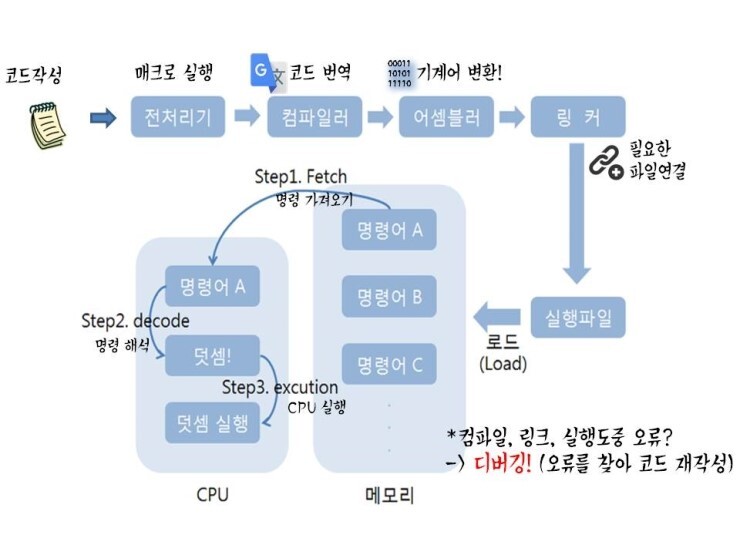 코드작성
매크로 실행
G 文 코드 번역
00011
10101
11110
기계어 변환!
전처리기
컴파일러
어셈블러
링 커
필요한
파일연결
Step1. Fetch
명령 가져오기
명령어 A
명령어 B
명령어 C
명령어 A
Step2. decode
명령 해석
덧셈!
Step3. excution
CPU 실행
덧셈 실행
실행파일
로드
(Load)
*컴파일, 링크, 실행도중 오류?
-> 디버깅! (오류를 찾아 코드 재작성)
CPU
메모리